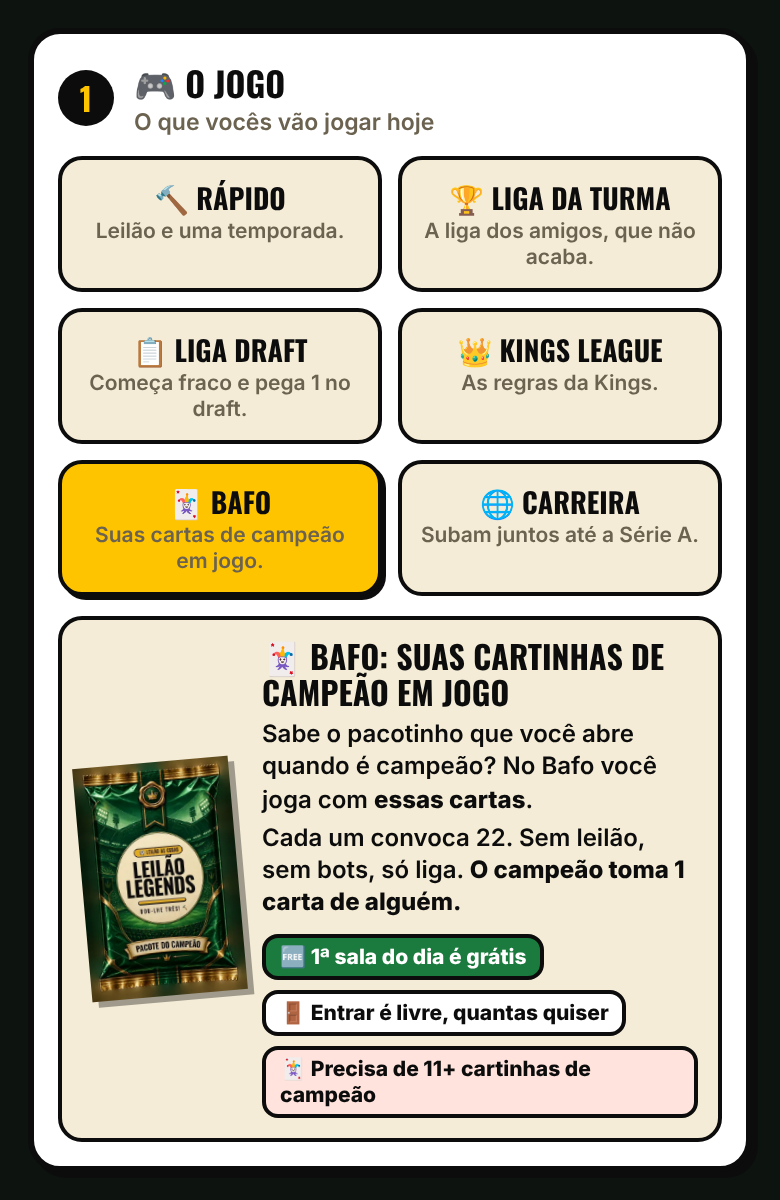 1
🎮 O JOGO
O que vocês vão jogar hoje
🔨 RÁPIDO
Leilão e uma temporada.
🏆 LIGA DA TURMA
A liga dos amigos, que não
acaba.
📋 LIGA DRAFT
Começa fraco e pega 1 no
draft.
👑 KINGS LEAGUE
As regras da Kings.
🃏 BAFO
Suas cartas de campeão
em jogo.
🌐 CARREIRA
Subam juntos até a Série A.
🃏 BAFO: SUAS CARTINHAS DE
CAMPEÃO EM JOGO
Sabe o pacotinho que você abre
quando é campeão? No Bafo você
joga com essas cartas.
Cada um convoca 22. Sem leilão,
sem bots, só liga. O campeão toma 1
carta de alguém.
LEILÃO
LEGENDS
PACOTE DO CAMPEÃO
🆓 1ª sala do dia é grátis
🚪 Entrar é livre, quantas quiser
🃏 Precisa de 11+ cartinhas de
campeão